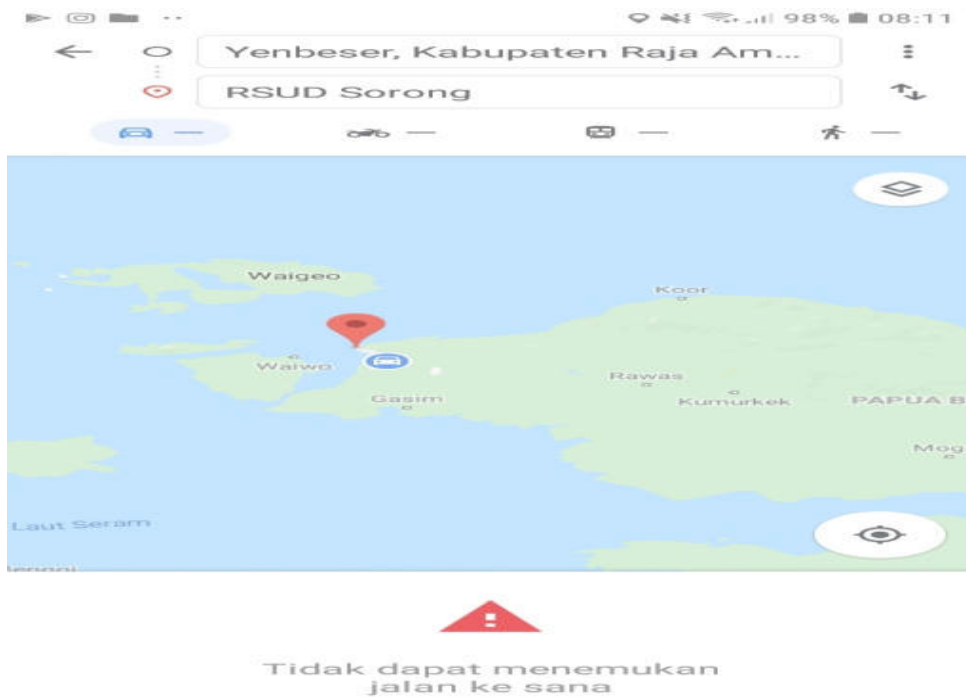 98% 08:11
Yenbeser, Kabupaten Raja Am...
RSUD Sorong
Waigeo
Koor
Waiwo
Gasim
Rawas
Kumurkek
PAPUA B
Mog
Laut Seram
Tidak dapat menemukan
jalan ke sana